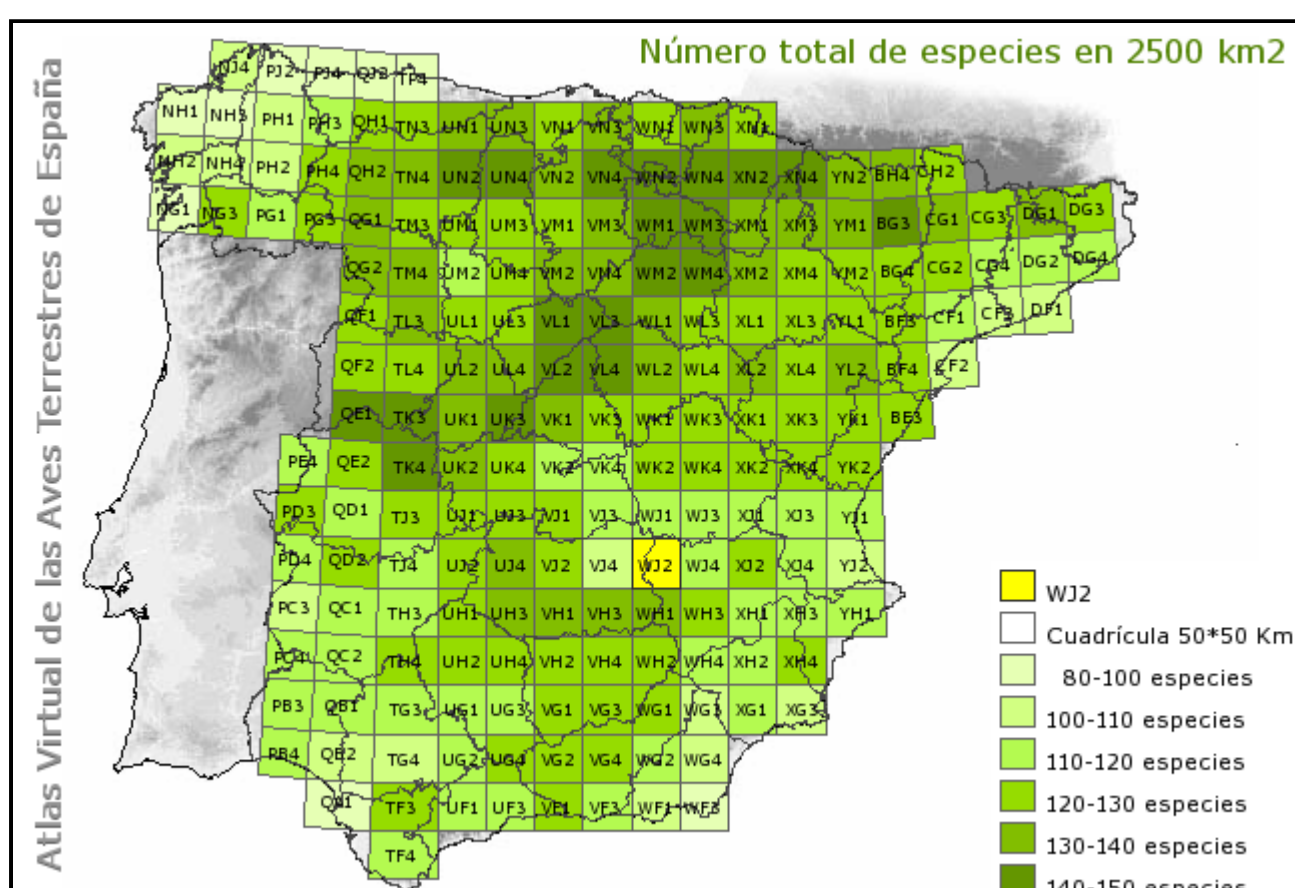 Número total de especies en 2500 km2
Atlas Virtual de las Aves Terrestres de España
NJ4 PJ2 PJ4 QJ2 TP4
NH1 NH3 PH1 PH3 QH1 TN3 UN1 UN3 VN1 VN3 WN1 WN3 XN1
NH2 NH4 PH2 PH4 QH2 TN4 UN2 UN4 VN2 VN4 WN2 WN4 XN2 XN4 YN2 BH4 CH2
NG1 NG3 PG1 PG3 QG1 TM3 UM1 UM3 VM1 VM3 WM1 WM3 XM1 XM3 YM1 BG3 CG1 CG3 DG1 DG3
QG2 TM4 UM2 UM4 VM2 VN4 WM2 WM4 XM2 XM4 YM2 BG4 CG2 CG4 DG2 DG4
QF1 TL3 UL1 UL3 VL1 VL3 WL1 WL3 XL1 XL3 YL1 BF3 CF1 CF3 DF1
QF2 TL4 UL2 UL4 VL2 VL4 WL2 WL4 XL2 XL4 YL2 BF4 CF2
QE1 TK3 UK1 UK3 VK1 VK3 WK1 WK3 XK1 XK3 YK1 BE3
PE4 QE2 TK4 UK2 UK4 VK2 VK4 WK2 WK4 XK2 XK4 YK2
PD3 QD1 TJ3 UJ1 UJ3 VJ1 VJ3 WJ1 WJ3 XJ1 XJ3 YJ1
PD4 QD2 TJ4 UJ2 UJ4 VJ2 VJ4 WJ2 WJ4 XJ2 XJ4 YJ2
PC3 QC1 TH3 UH1 UH3 VH1 VH3 WH1 WH3 XH1 XH3 YH1
PC4 QC2 TH4 UH2 UH4 VH2 VH4 WH2 WH4 XH2 XH4
PB3 QB1 TG3 UG1 UG3 VG1 VG3 WG1 WG3 XG1 XG3
PB4 QB2 TG4 UG2 UG4 VG2 VG4 WG2 WG4
QA1 TF3 UF1 UF3 VF1 VF3 WF1 WF3
TF4
WJ2
Cuadrícula 50*50 Km
80-100 especies
100-110 especies
110-120 especies
120-130 especies
130-140 especies
140-150 especies